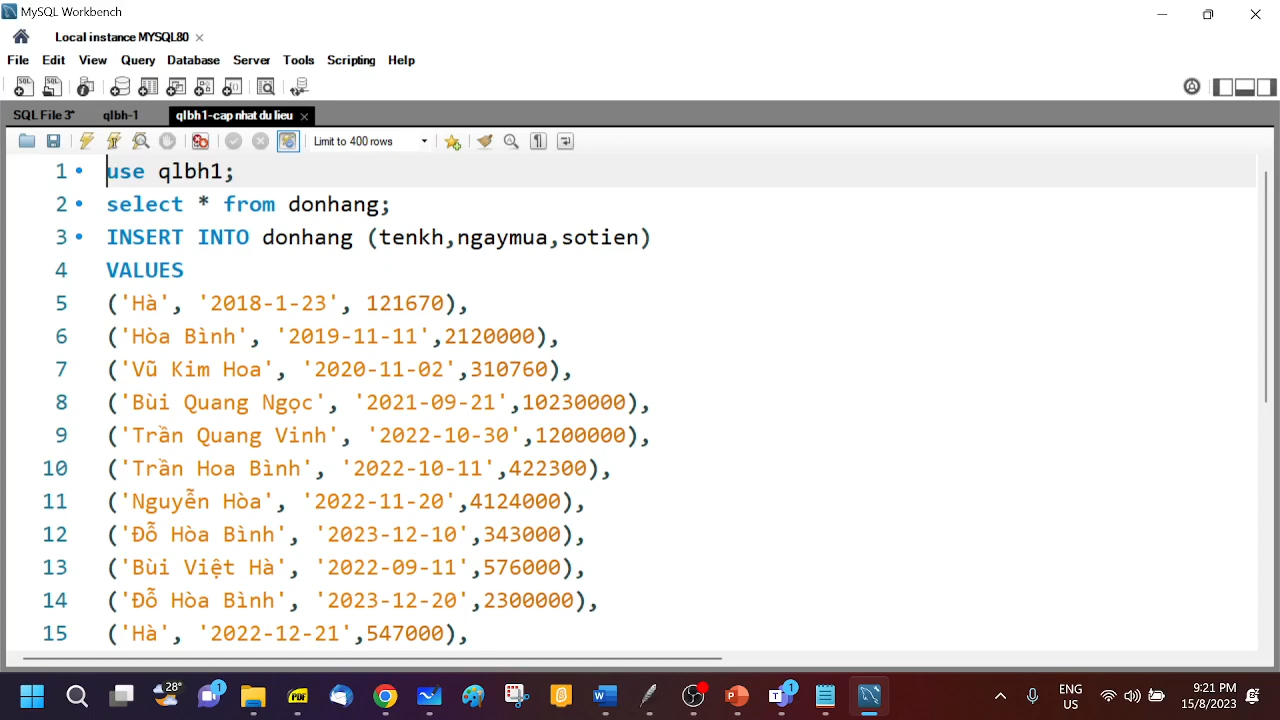 MySQL Workbench
Local instance MYSQL80
File Edit View Query Database Server Tools Scripting Help
SQL File 3* qlbh-1 qlbh1-cap nhat du lieu
Limit to 400 rows
1 use qlbh1;
2 select * from donhang;
3 INSERT INTO donhang (tenkh,ngaymua,sotien)
4 VALUES
5 ('Hà', '2018-1-23', 121670),
6 ('Hòa Bình', '2019-11-11',2120000),
7 ('Vũ Kim Hoa', '2020-11-02',310760),
8 ('Bùi Quang Ngọc', '2021-09-21',10230000),
9 ('Trần Quang Vinh', '2022-10-30',1200000),
10 ('Trần Hoa Bình', '2022-10-11',422300),
11 ('Nguyễn Hòa', '2022-11-20',4124000),
12 ('Đỗ Hòa Bình', '2023-12-10',343000),
13 ('Bùi Việt Hà', '2022-09-11',576000),
14 ('Đỗ Hòa Bình', '2023-12-20',2300000),
15 ('Hà', '2022-12-21',547000),
28° 1 PDF 1 ENG US 9:21 PM
15/8/2023